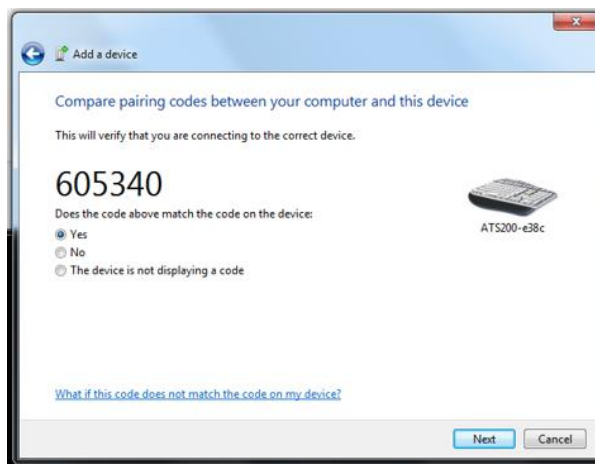 Add a device
Compare pairing codes between your computer and this device
This will verify that you are connecting to the correct device.
605340
Does the code above match the code on the device:
Yes
No
The device is not displaying a code
ATS200-e38c
What if this code does not match the code on my device?
Next
Cancel